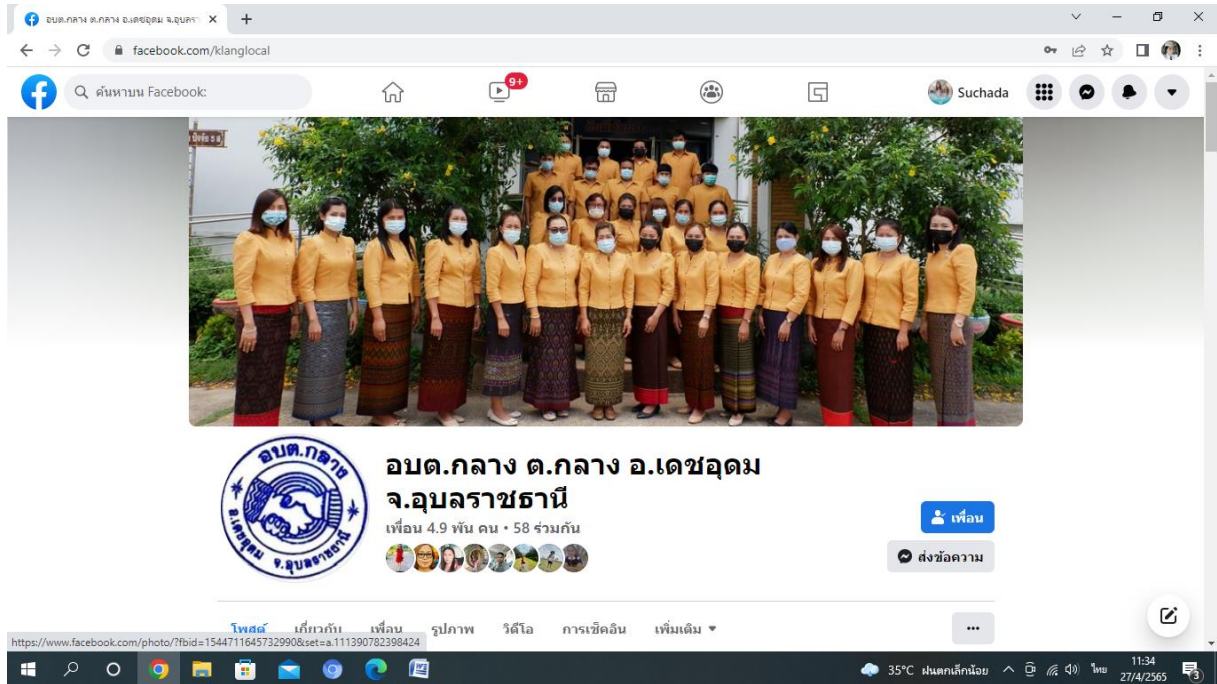 อบต.กลาง ต.กลาง อ.เดชอุดม จ.อุบลรา
facebook.com/klanglocal
ค้นหาบน Facebook:
9+
Suchada
อบต.กลาง ต.กลาง อ.เดชอุดม
จ.อุบลราชธานี
เพื่อน 4.9 พัน คน • 58 ร่วมกัน
เพื่อน
ส่งข้อความ
อบต.กลาง
อ.เดชอุดม จ.อุบลราชธานี
โพสต์ เกี่ยวกับ เพื่อน รูปภาพ วิดีโอ การเช็คอิน เพิ่มเติม
https://www.facebook.com/photo/?fbid=154471164573299&set=a.111390782398424
35°C ฝนตกเล็กน้อย ไทย 11:34
27/4/2565
3